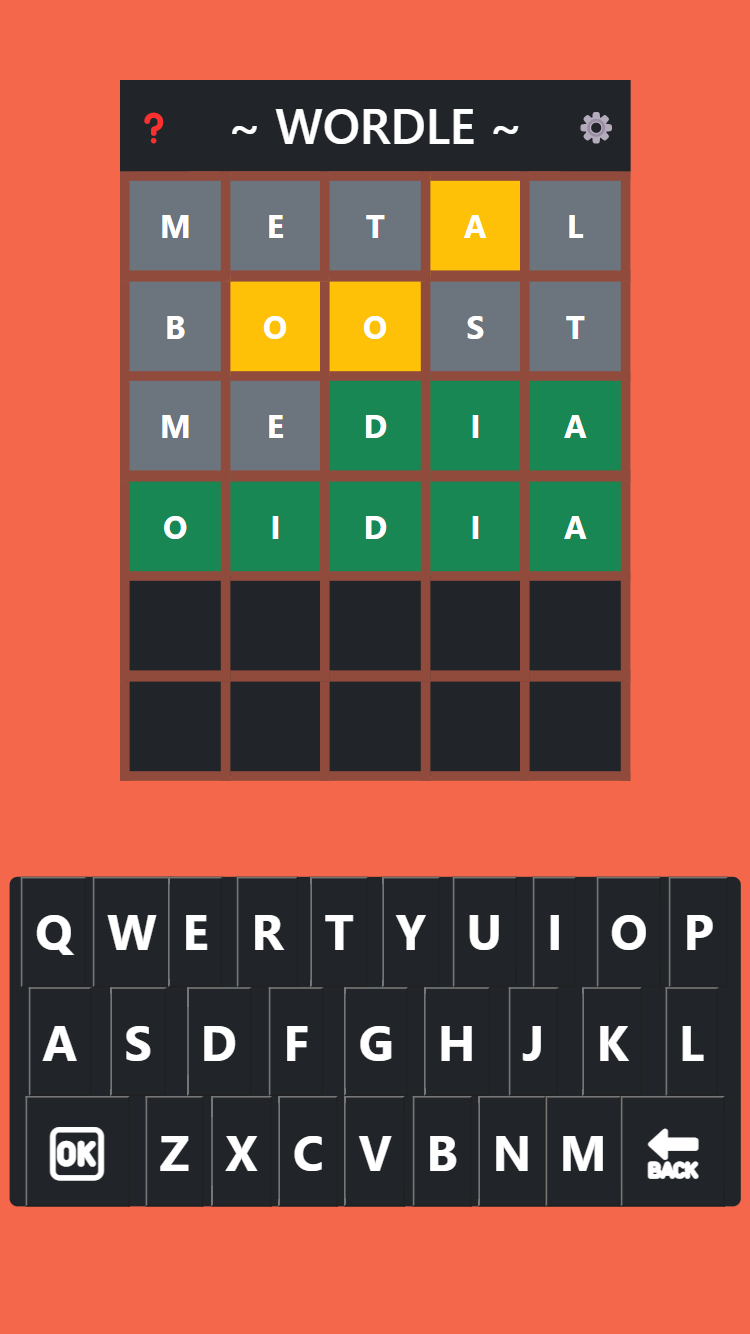 ❓ ~ WORDLE ~ ⚙
M E T A L
B O O S T
M E D I A
O I D I A
Q W E R T Y U I O P
A S D F G H J K L
OK Z X C V B N M BACK